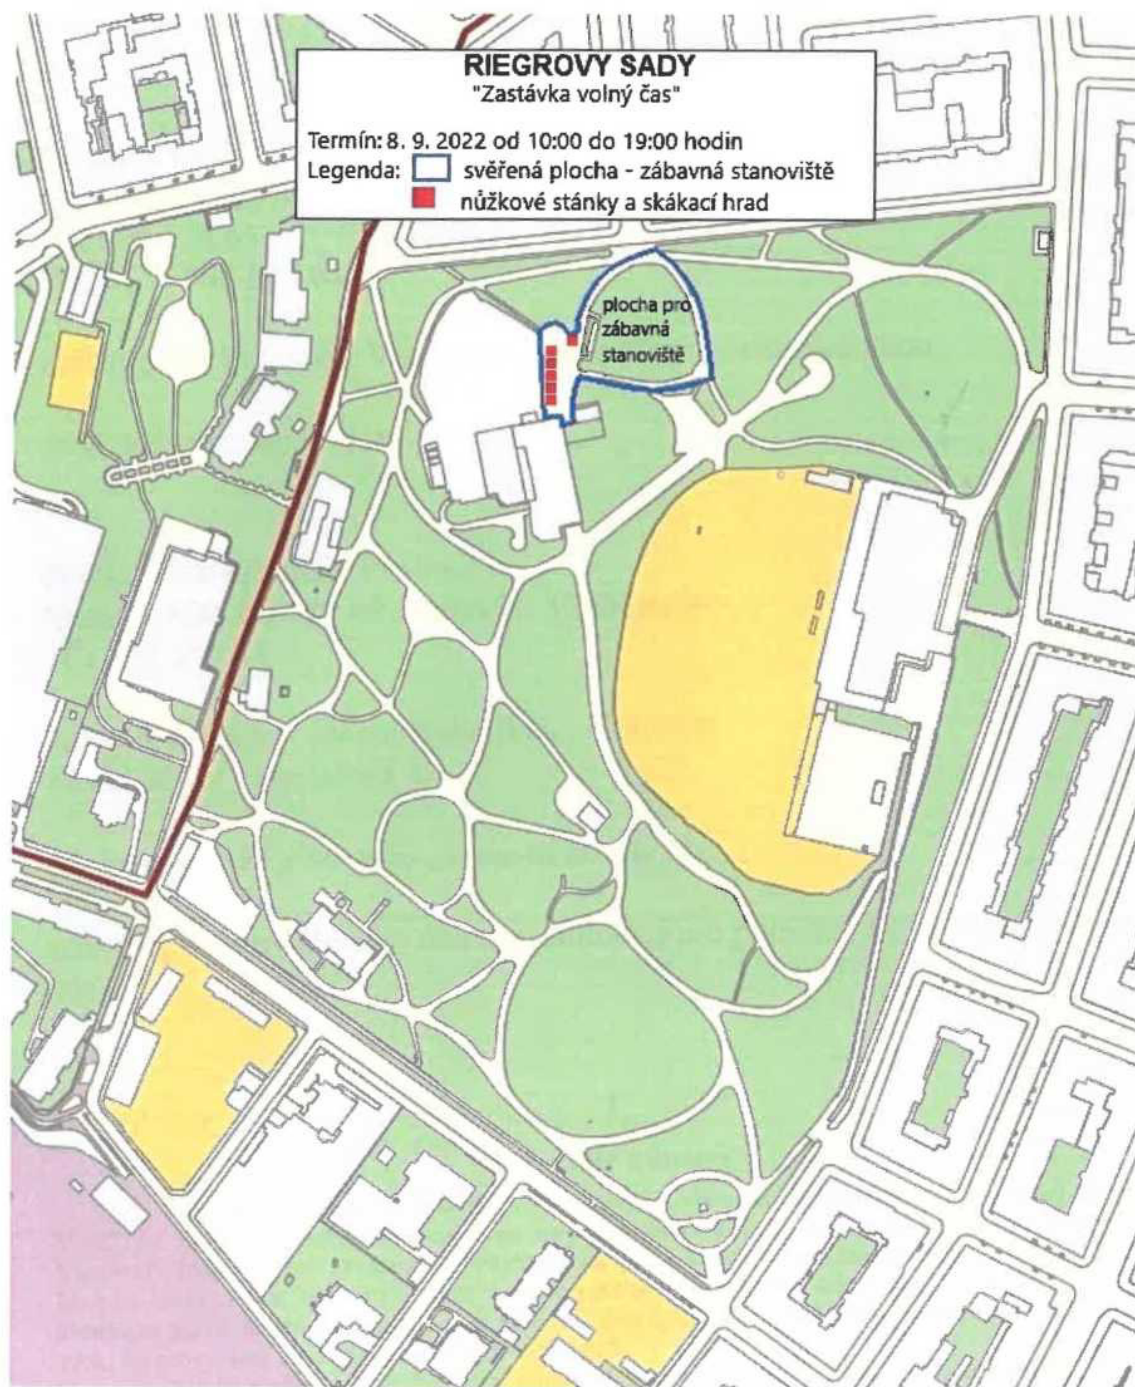 RIEGROVY SADY
"Zastávka volný čas"
Termín: 8. 9. 2022 od 10:00 do 19:00 hodin
Legenda: svěřená plocha - zábavná stanoviště
nůžkové stánky a skákací hrad
plocha pro
zábavná
stanoviště